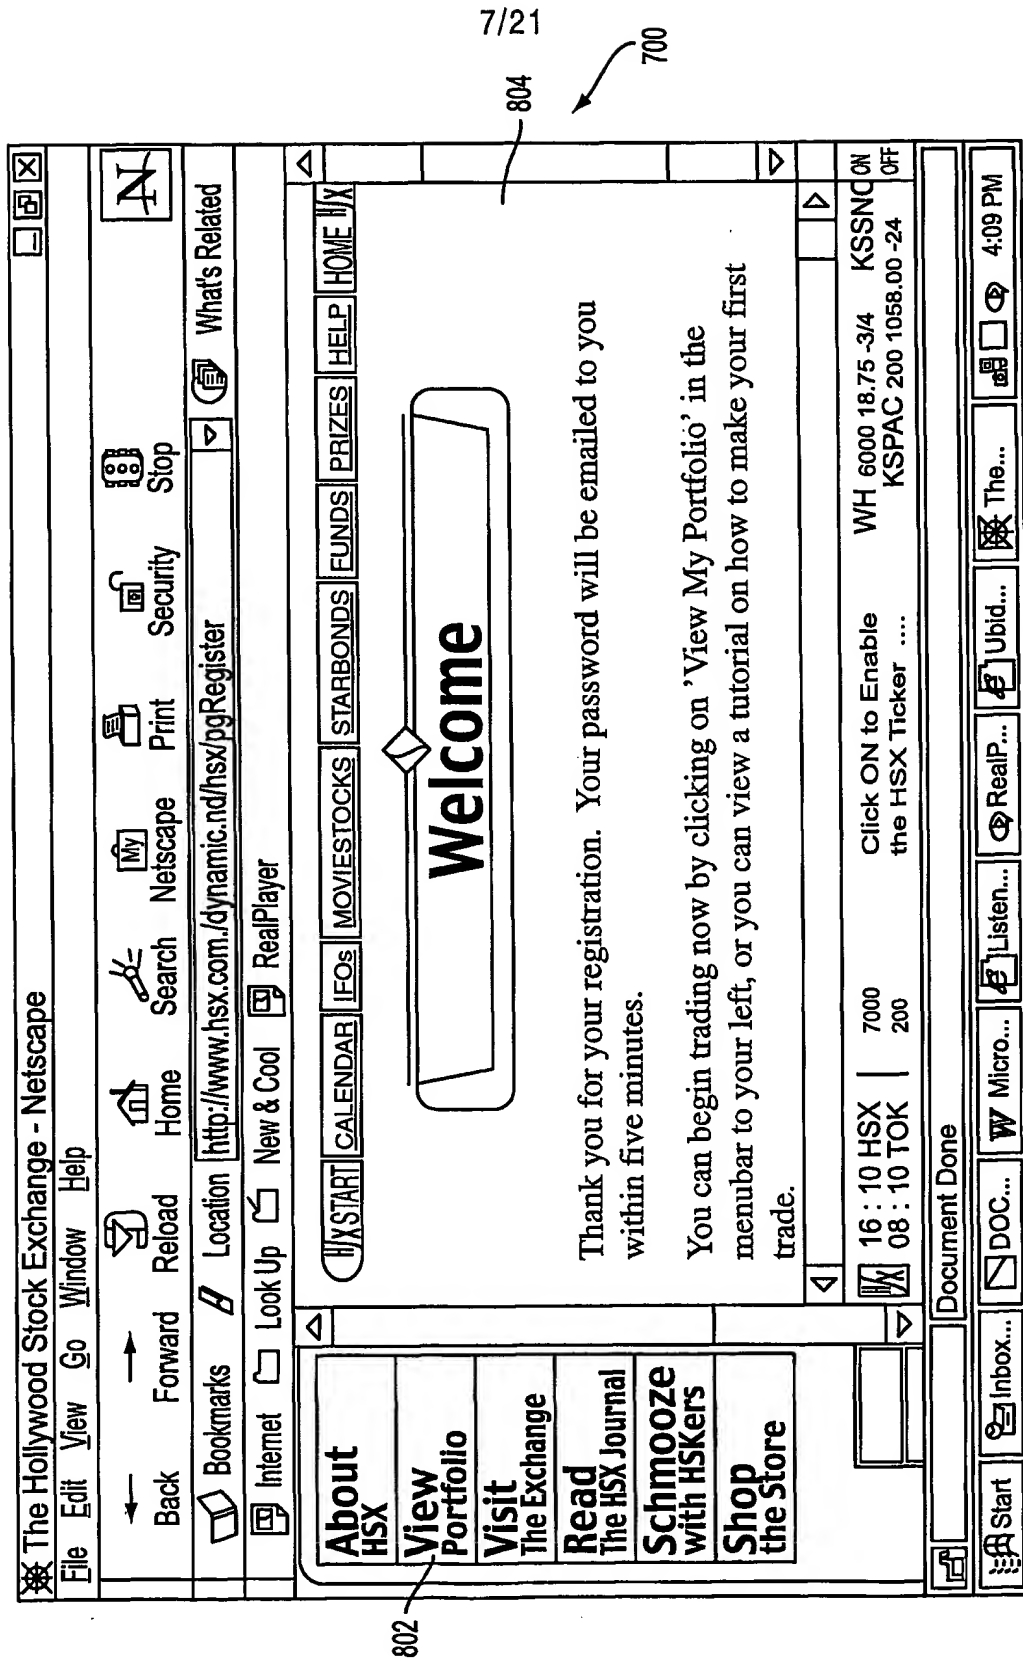 7/21
The Hollywood Stock Exchange - Netscape
File Edit View Go Window Help
Back Forward Reload Home Search Netscape Print Security Stop
My
N
Bookmarks Location http://www.hsx.com./dynamic.nd/hsx/pgRegister What's Related
Internet Look Up New & Cool RealPlayer
About
HSX
View
Portfolio
Visit
The Exchange
Read
The HSX Journal
Schmooze
with HSKers
Shop
the Store
START CALENDAR IFOs MOVIESTOCKS STARBONDS FUNDS PRIZES HELP HOME
Welcome
Thank you for your registration. Your password will be emailed to you
within five minutes.
You can begin trading now by clicking on 'View My Portfolio' in the
menubar to your left, or you can view a tutorial on how to make your first
trade.
16:10 HSX | 7000 Click ON to Enable WH 6000 18.75 -3/4 KSSNC ON
08:10 TOK | 200 the HSX Ticker .... KSPAC 200 1058.00 -24 OFF
Document Done
Start Inbox... DOC... W Micro... Listen... RealP... Ubid... The... 4:09 PM
802
804
700